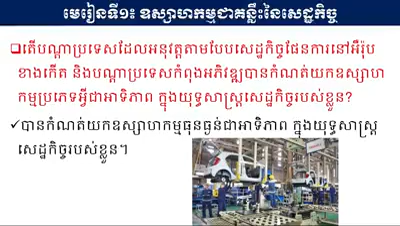 មេរៀនទី១៖ ឧស្សាហកម្មជាគន្លឹះនៃសេដ្ឋកិច្ច
❑តើបណ្ដាប្រទេសដែលអនុវត្តតាមបែបសេដ្ឋកិច្ចផែនការនៅអឺរ៉ុប
ខាងកើត និងបណ្ដាប្រទេសកំពុងអភិវឌ្ឍបានកំណត់យកឧស្សាហ
កម្មប្រភេទអ្វីជាអាទិភាព ក្នុងយុទ្ធសាស្ត្រសេដ្ឋកិច្ចរបស់ខ្លួន?
✓បានកំណត់យកឧស្សាហកម្មធុនធ្ងន់ជាអាទិភាព ក្នុងយុទ្ធសាស្ត្រ
សេដ្ឋកិច្ចរបស់ខ្លួន។